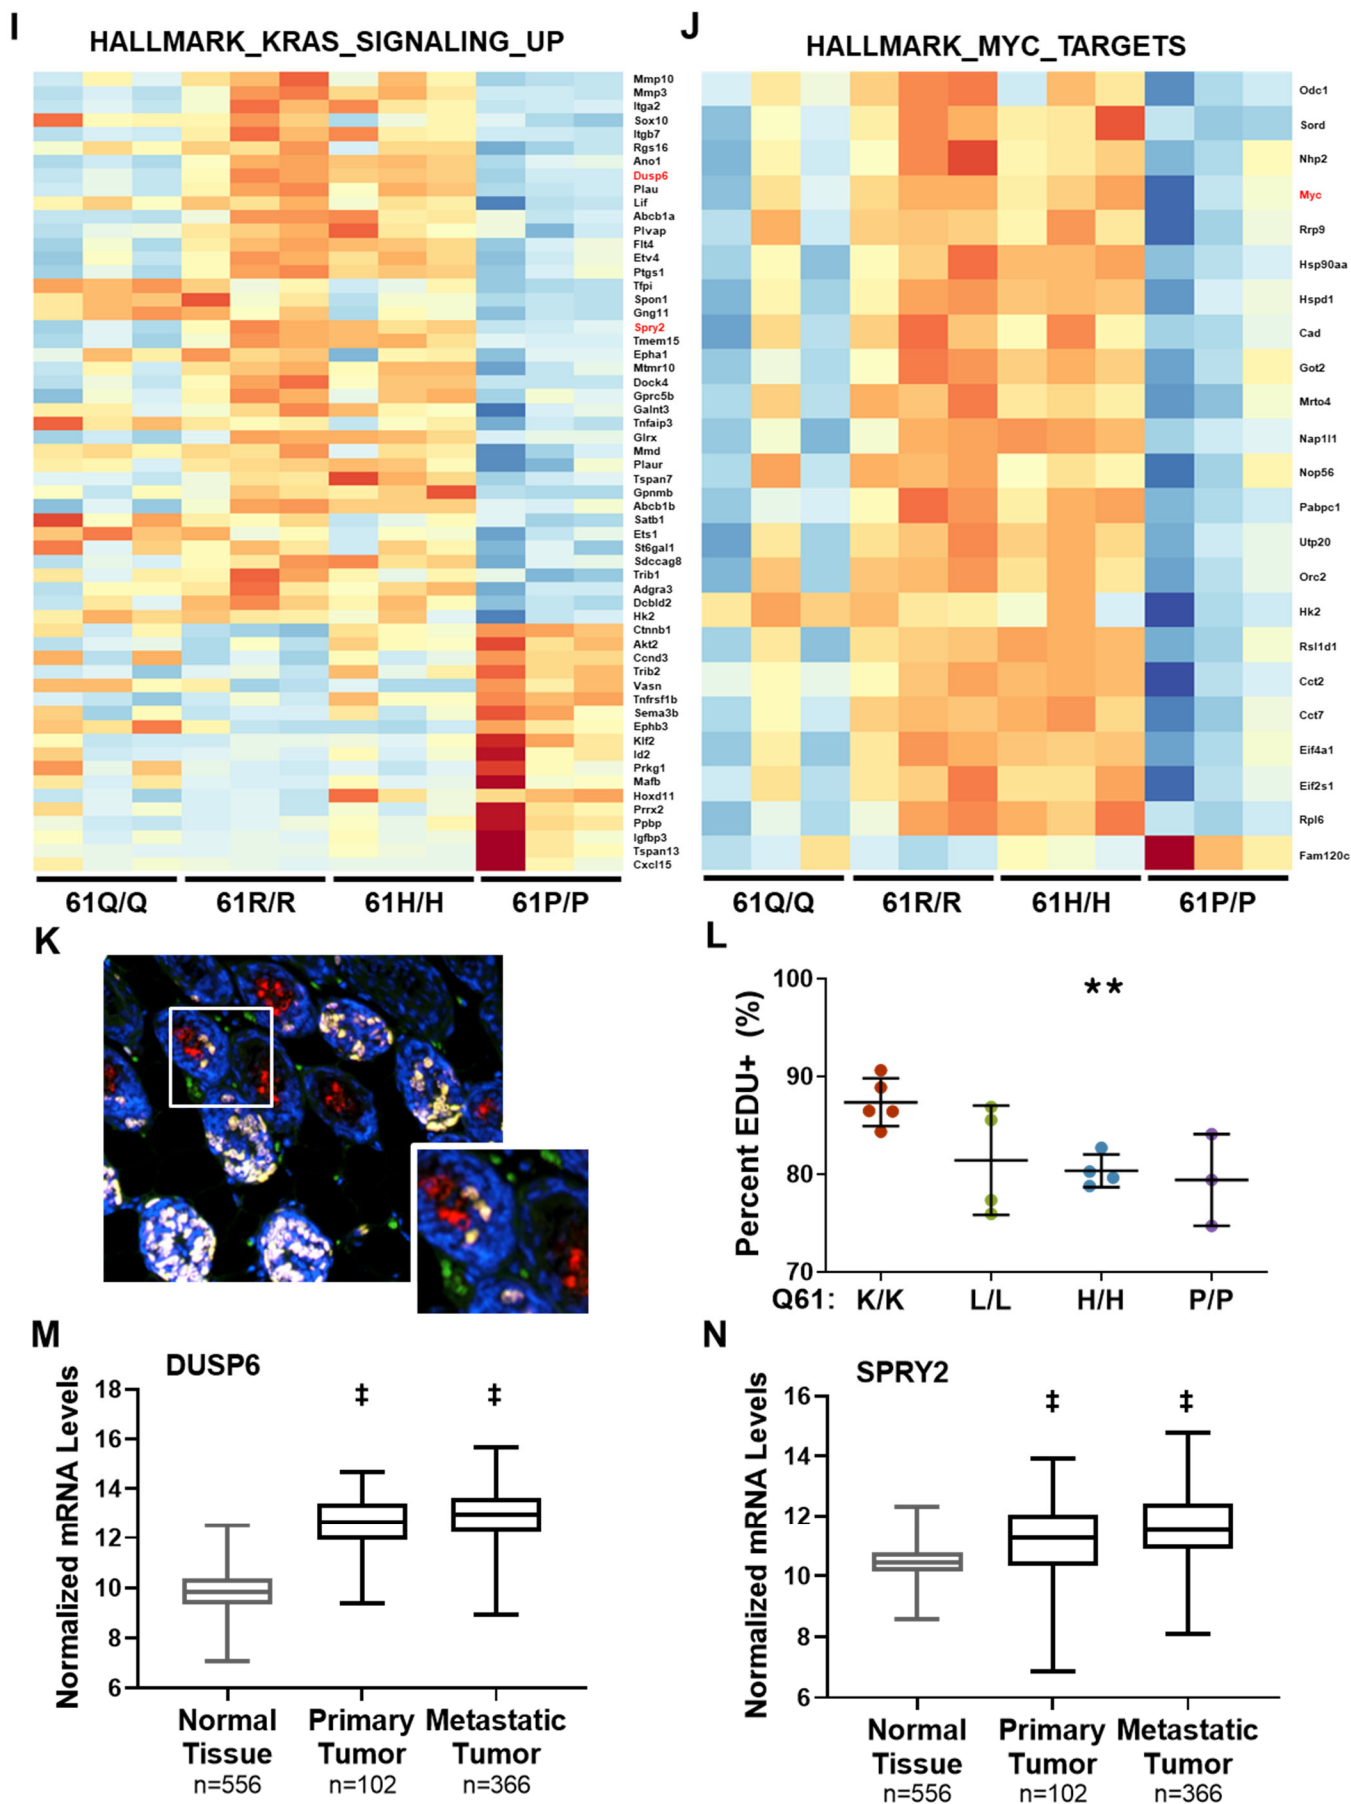 I
HALLMARK_KRAS_SIGNALING_UP
Mmp10
Mmp3
Itga2
Sox10
Itgb7
Rgs16
Ano1
Dusp6
Plau
Lif
Abcb1a
Plvap
Flt4
Etv4
Ptgs1
Tfpi
Spon1
Gng11
Spry2
Tmem15
Epha1
Mtmr10
Dock4
Gprc5b
Galnt3
Tnfaip3
Glrx
Mmd
Plaur
Tspan7
Gpnmb
Abcb1b
Satb1
Ets1
St6gal1
Sdccag8
Trib1
Adgra3
Dcbld2
Hk2
Ctnnb1
Akt2
Ccnd3
Trib2
Vasn
Tnfrsf1b
Sema3b
Ephb3
Klf2
Id2
Prkg1
Mafb
Hoxd11
Prrx2
Ppbp
Igfbp3
Tspan13
Cxcl15
61Q/Q 61R/R 61H/H 61P/P
J
HALLMARK_MYC_TARGETS
Odc1
Sord
Nhp2
Myc
Rrp9
Hsp90aa
Hspd1
Cad
Got2
Mrto4
Nap1l1
Nop56
Pabpc1
Utp20
Orc2
Hk2
Rsl1d1
Cct2
Cct7
Eif4a1
Eif2s1
Rpl6
Fam120c
61Q/Q 61R/R 61H/H 61P/P
K
L
Percent EDU+ (%)
100
90
80
70
**
Q61: K/K L/L H/H P/P
M
DUSP6
Normalized mRNA Levels
18
16
14
12
10
8
6
‡ ‡
Normal Primary Metastatic
Tissue Tumor Tumor
n=556 n=102 n=366
N
SPRY2
Normalized mRNA Levels
16
14
12
10
8
6
‡ ‡
Normal Primary Metastatic
Tissue Tumor Tumor
n=556 n=102 n=366